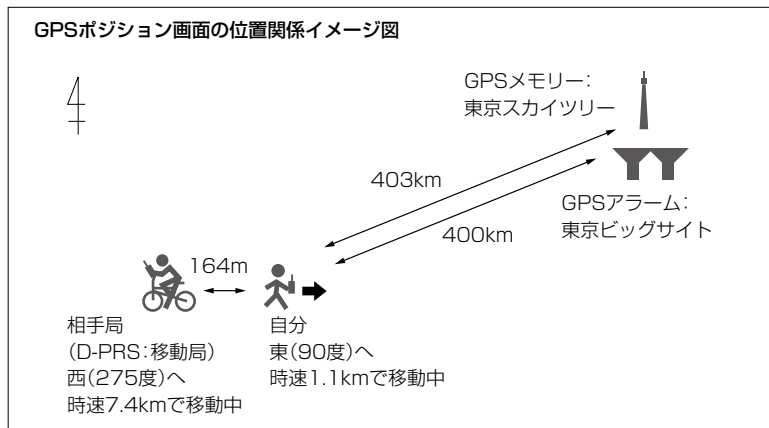 GPSポジション画面の位置関係イメージ図
GPSメモリー：
東京スカイツリー
403km
GPSアラーム：
東京ビッグサイト
400km
164m
相手局
(D-PRS：移動局)
西(275度)へ
時速7.4kmで移動中
自分
東(90度)へ
時速1.1kmで移動中